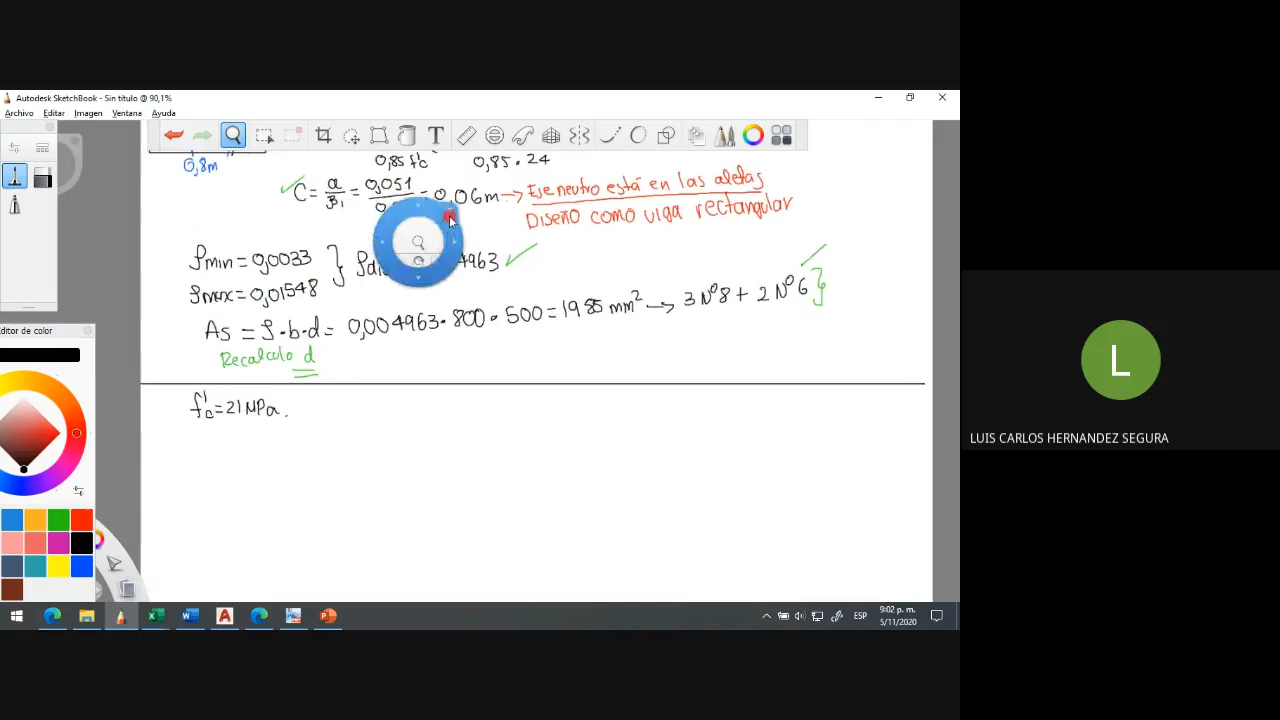 Autodesk SketchBook - Sin título @ 90,1%
Archivo Editar Imagen Ventana Ayuda
0,8m
0,85 f'c 0,85·24
C = a/β1 = 0,051 = 0,06m → Eje neutro está en las aletas
Diseño como viga rectangular
ρmin = 0,0033
4963
ρmax = 0,01548
As = ρ·b·d = 0,004963·800·500 = 1985 mm² → 3 N°8 + 2 N°6
Recalculo d
Editor de color
f'c = 21 MPa.
L
LUIS CARLOS HERNANDEZ SEGURA
ESP
9:02 p. m.
5/11/2020